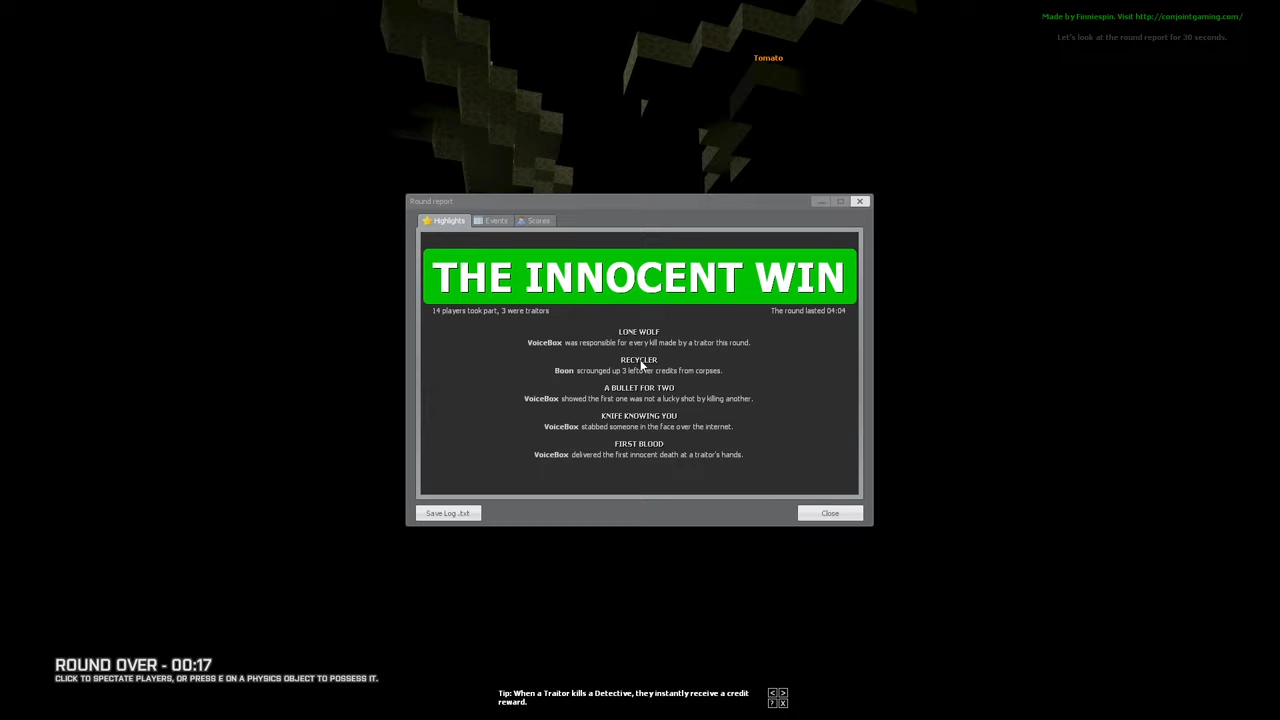 Made by Finniespin. Visit http://conjointgaming.com/
Let's look at the round report for 30 seconds.
Tomato
Round report
Highlights Events Scores
THE INNOCENT WIN
14 players took part, 3 were traitors The round lasted 04:04
LONE WOLF
VoiceBox was responsible for every kill made by a traitor this round.
RECYCLER
Boon scrounged up 3 leftover credits from corpses.
A BULLET FOR TWO
VoiceBox showed the first one was not a lucky shot by killing another.
KNIFE KNOWING YOU
VoiceBox stabbed someone in the face over the internet.
FIRST BLOOD
VoiceBox delivered the first innocent death at a traitor's hands.
Save Log .txt Close
ROUND OVER - 00:17
CLICK TO SPECTATE PLAYERS, OR PRESS E ON A PHYSICS OBJECT TO POSSESS IT.
Tip: When a Traitor kills a Detective, they instantly receive a credit
reward.
< >
? X